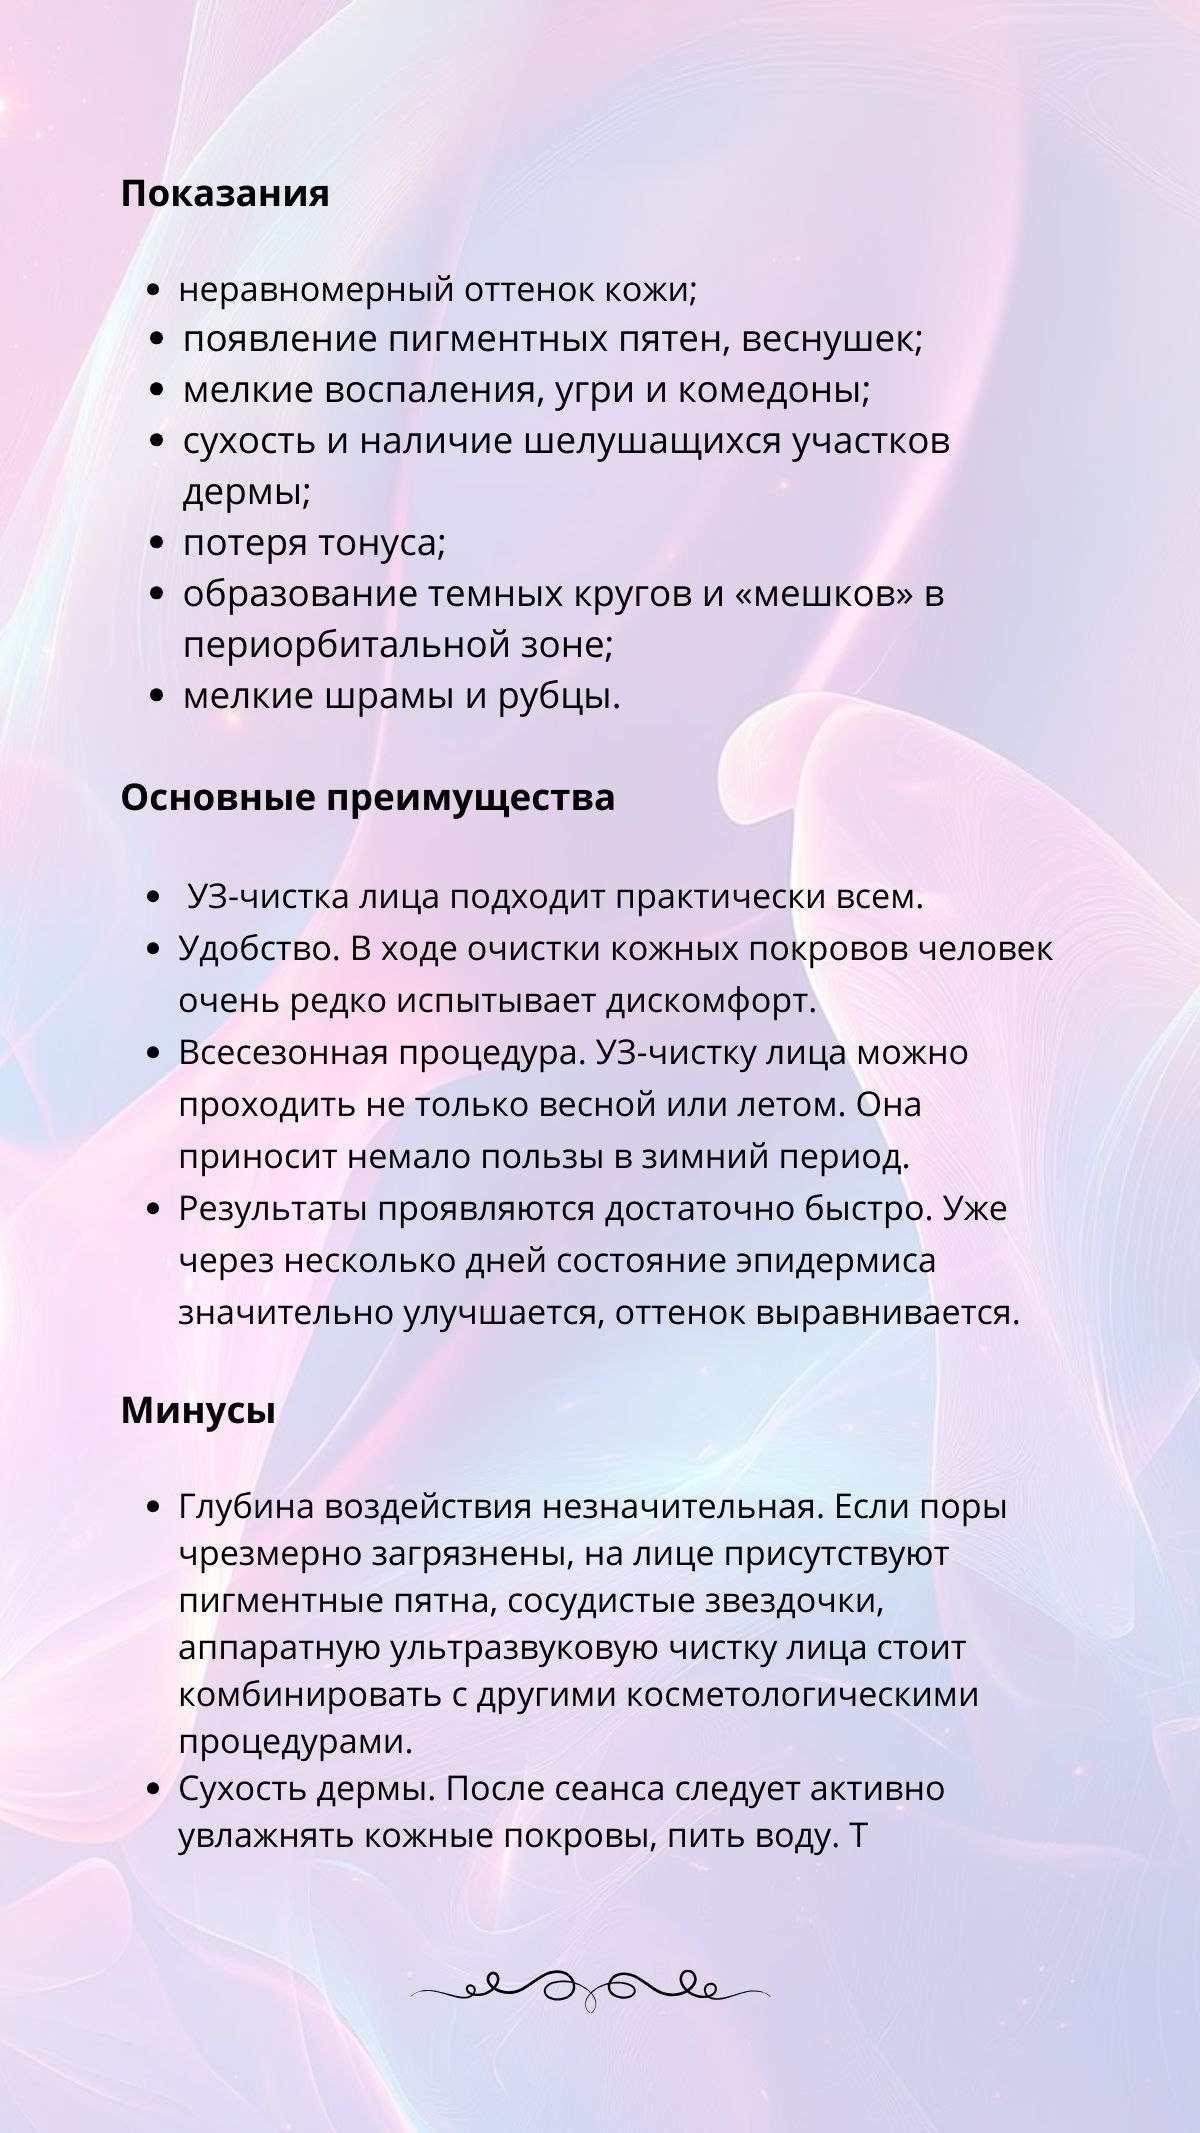 Показания
• неравномерный оттенок кожи;
• появление пигментных пятен, веснушек;
• мелкие воспаления, угри и комедоны;
• сухость и наличие шелушащихся участков
дермы;
• потеря тонуса;
• образование темных кругов и «мешков» в
периорбитальной зоне;
• мелкие шрамы и рубцы.
Основные преимущества
• УЗ-чистка лица подходит практически всем.
• Удобство. В ходе очистки кожных покровов человек
очень редко испытывает дискомфорт.
• Всесезонная процедура. УЗ-чистку лица можно
проходить не только весной или летом. Она
приносит немало пользы в зимний период.
• Результаты проявляются достаточно быстро. Уже
через несколько дней состояние эпидермиса
значительно улучшается, оттенок выравнивается.
Минусы
• Глубина воздействия незначительная. Если поры
чрезмерно загрязнены, на лице присутствуют
пигментные пятна, сосудистые звездочки,
аппаратную ультразвуковую чистку лица стоит
комбинировать с другими косметологическими
процедурами.
• Сухость дермы. После сеанса следует активно
увлажнять кожные покровы, пить воду. Т